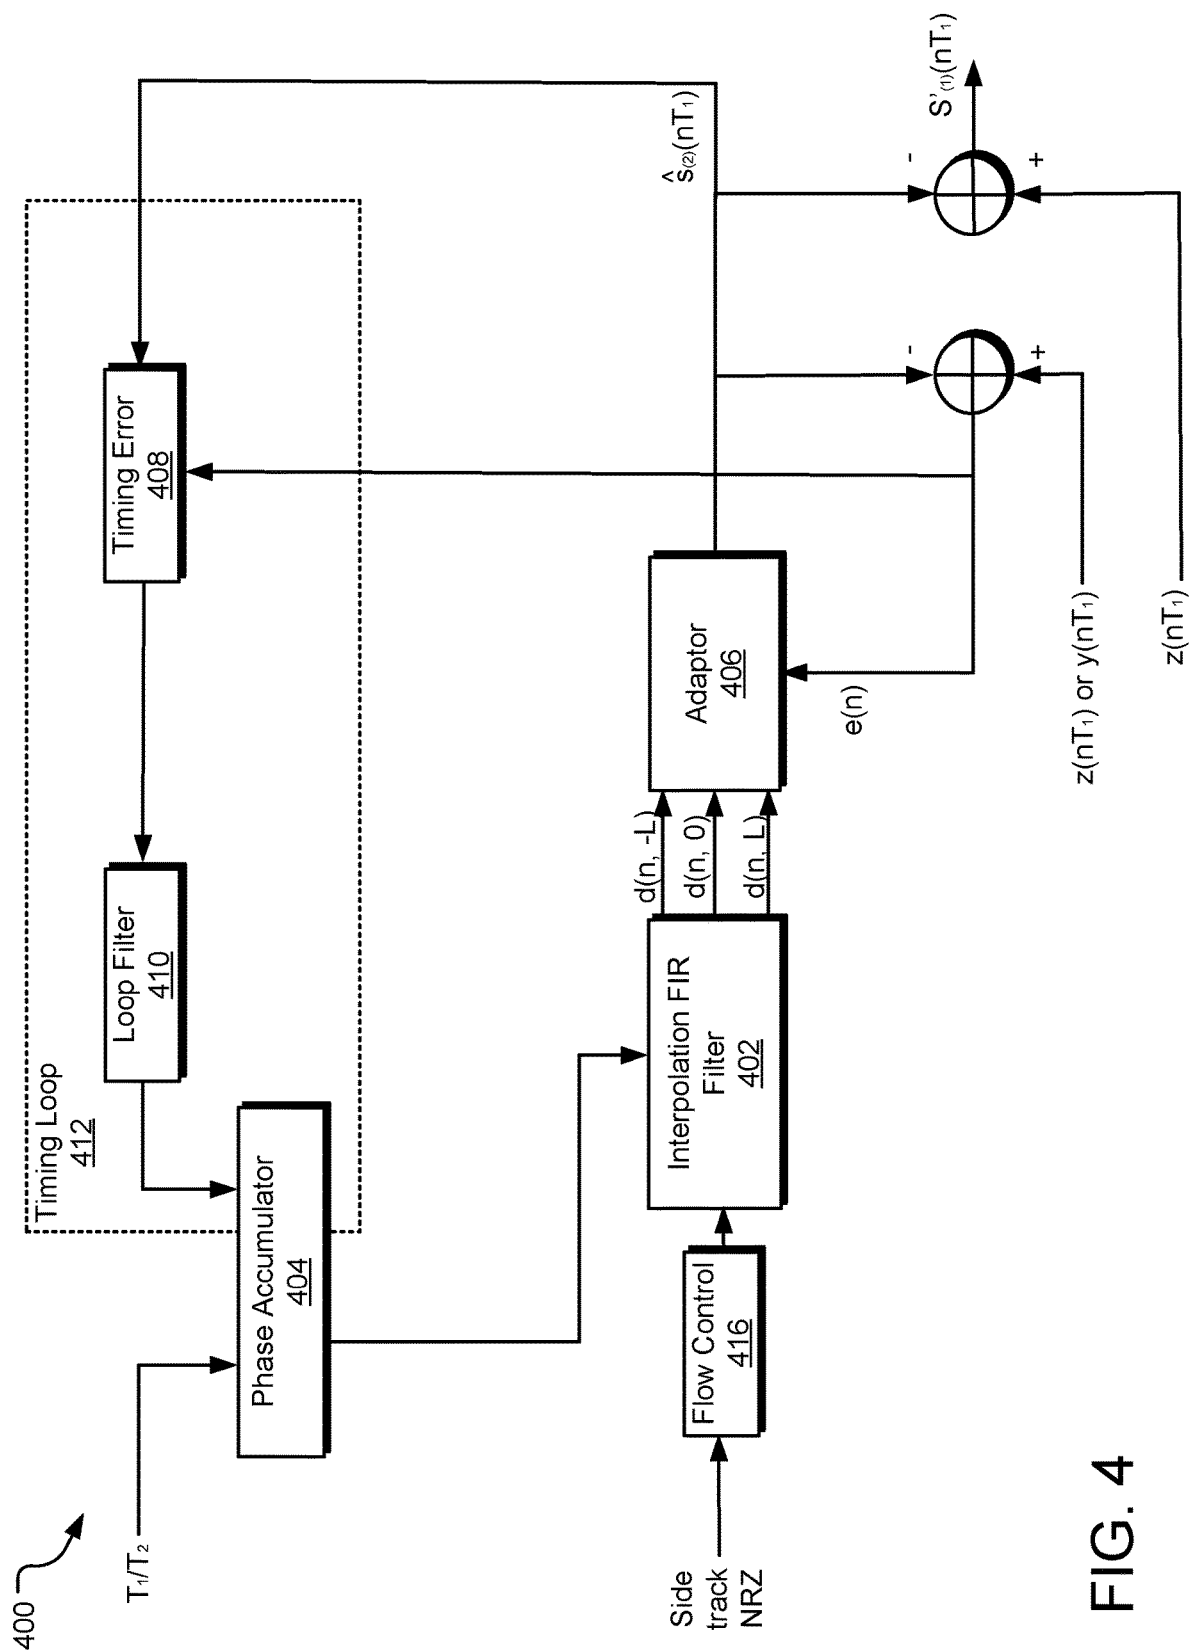 400
T₁/T₂
Timing Loop
412
Phase Accumulator
404
Loop Filter
410
Timing Error
408
Side
track
NRZ
Flow Control
416
Interpolation FIR
Filter
402
d(n, -L)
d(n, 0)
d(n, L)
Adaptor
406
e(n)
ŝ₍₂₎(nT₁)
-
+
-
+
S'₍₁₎(nT₁)
z(nT₁) or y(nT₁)
z(nT₁)
FIG. 4